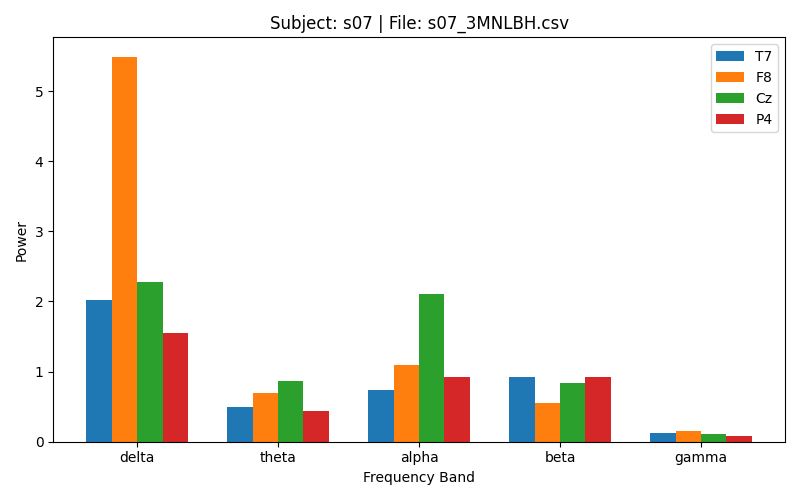 Subject: s07 | File: s07_3MNLBH.csv
T7
F8
Cz
P4
Power
5
4
3
2
1
0
delta theta alpha beta gamma
Frequency Band